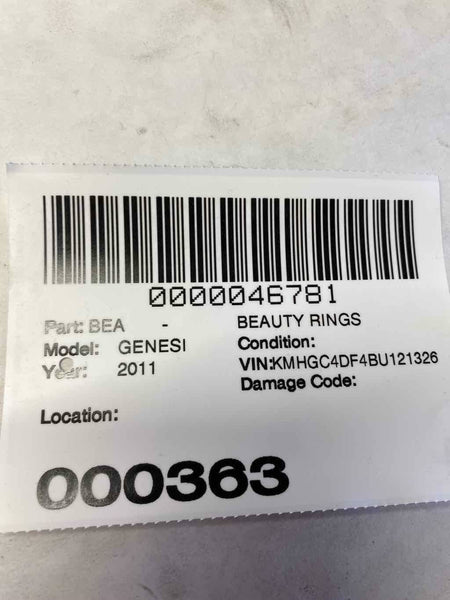 0000046781
Part: BEA - BEAUTY RINGS
Model: GENESI Condition:
Year: 2011 VIN:KMHGC4DF4BU121326
Damage Code:
Location:
000363